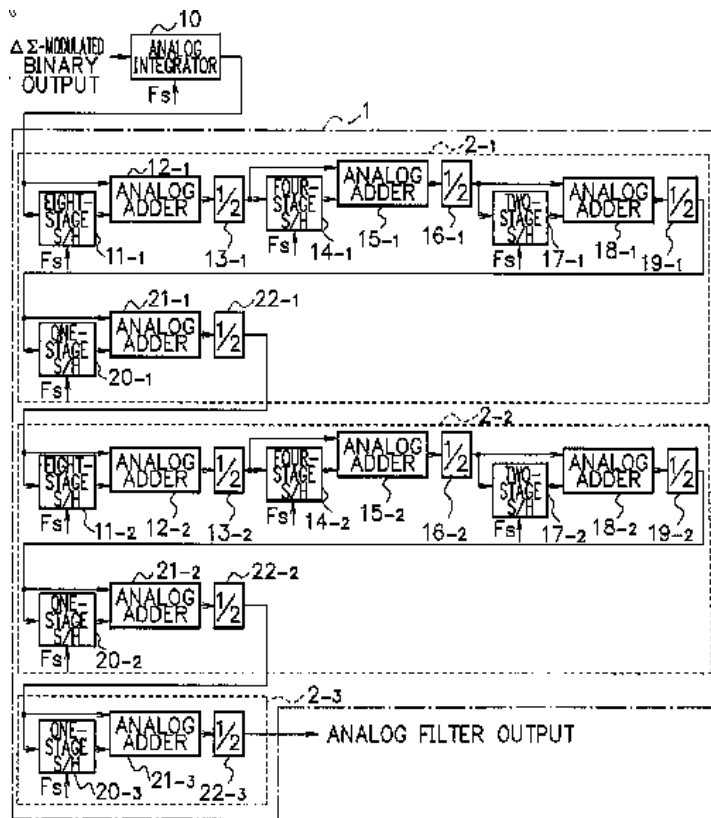 10
ΔΣ-MODULATED
BINARY
OUTPUT
ANALOG
INTEGRATOR
Fs
1
2-1
12-1
EIGHT-
STAGE
S/H
ANALOG
ADDER
1/2
FOUR-
STAGE
S/H
ANALOG
ADDER
1/2
TWO-
STAGE
S/H
ANALOG
ADDER
1/2
Fs
11-1
13-1
Fs
14-1
15-1
16-1
Fs
17-1
18-1
19-1
21-1
22-1
ONE-
STAGE
S/H
ANALOG
ADDER
1/2
Fs
20-1
2-2
EIGHT-
STAGE
S/H
ANALOG
ADDER
1/2
FOUR-
STAGE
S/H
ANALOG
ADDER
1/2
TWO-
STAGE
S/H
ANALOG
ADDER
1/2
Fs
11-2
12-2
13-2
Fs
14-2
15-2
16-2
Fs
17-2
18-2
19-2
21-2
22-2
ONE-
STAGE
S/H
ANALOG
ADDER
1/2
Fs
20-2
2-3
ONE-
STAGE
S/H
ANALOG
ADDER
1/2
ANALOG FILTER OUTPUT
Fs
20-3
21-3
22-3